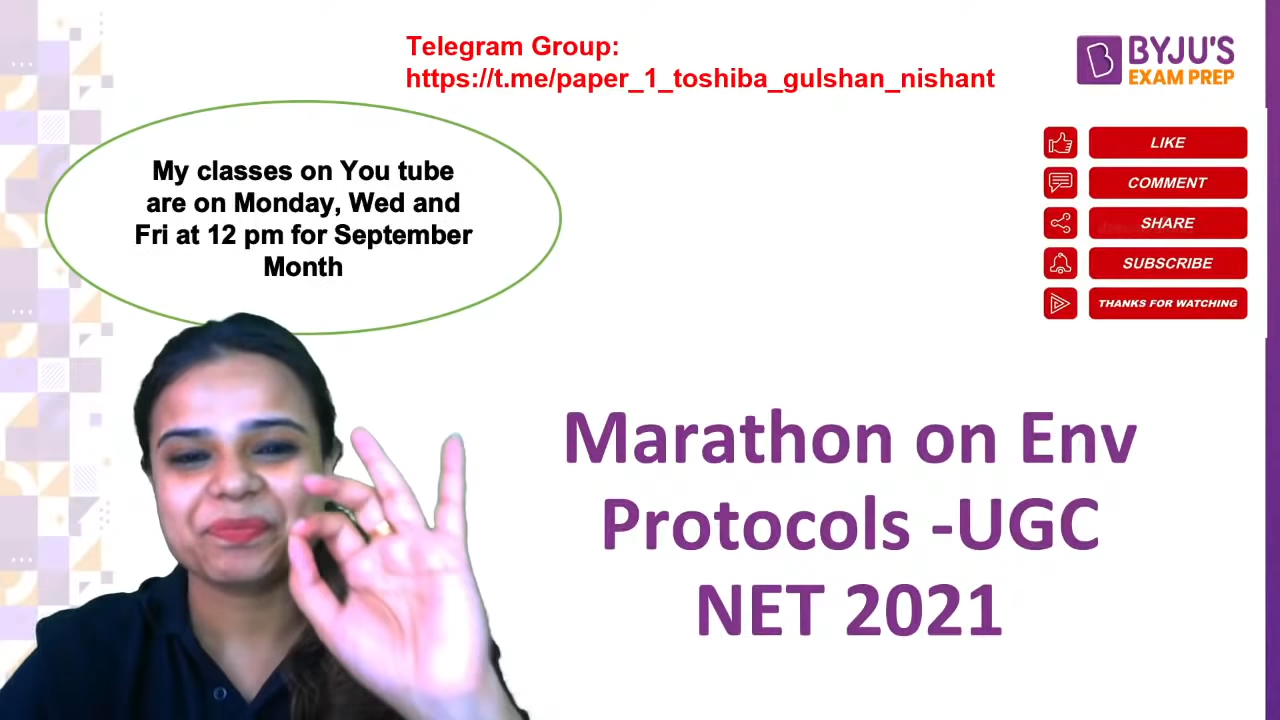 Telegram Group:
https://t.me/paper_1_toshiba_gulshan_nishant
BYJU'S
EXAM PREP
My classes on You tube
are on Monday, Wed and
Fri at 12 pm for September
Month
LIKE
COMMENT
SHARE
SUBSCRIBE
THANKS FOR WATCHING
Marathon on Env
Protocols -UGC
NET 2021